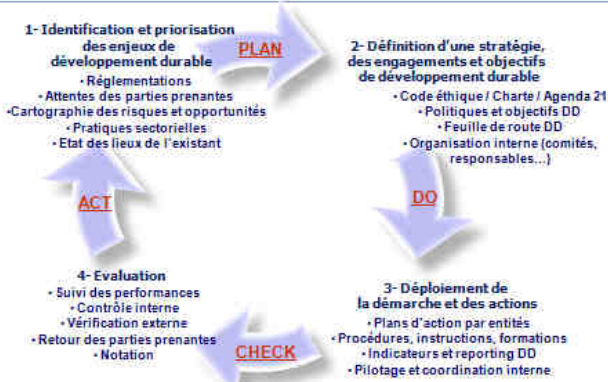 1- Identification et priorisation
des enjeux de
développement durable
• Réglementations
• Attentes des parties prenantes
•Cartographie des risques et opportunités
• Pratiques sectorielles
• Etat des lieux de l'existant
PLAN
2- Définition d'une stratégie,
des engagements et objectifs
de développement durable
• Code éthique / Charte / Agenda 21
• Politiques et objectifs DD
• Feuille de route DD
• Organisation interne (comités,
responsables...)
DO
3- Déploiement de
la démarche et des actions
• Plans d'action par entités
• Procédures, instructions, formations
• Indicateurs et reporting DD
• Pilotage et coordination interne
CHECK
4- Evaluation
• Suivi des performances
• Contrôle interne
• Vérification externe
• Retour des parties prenantes
• Notation
ACT